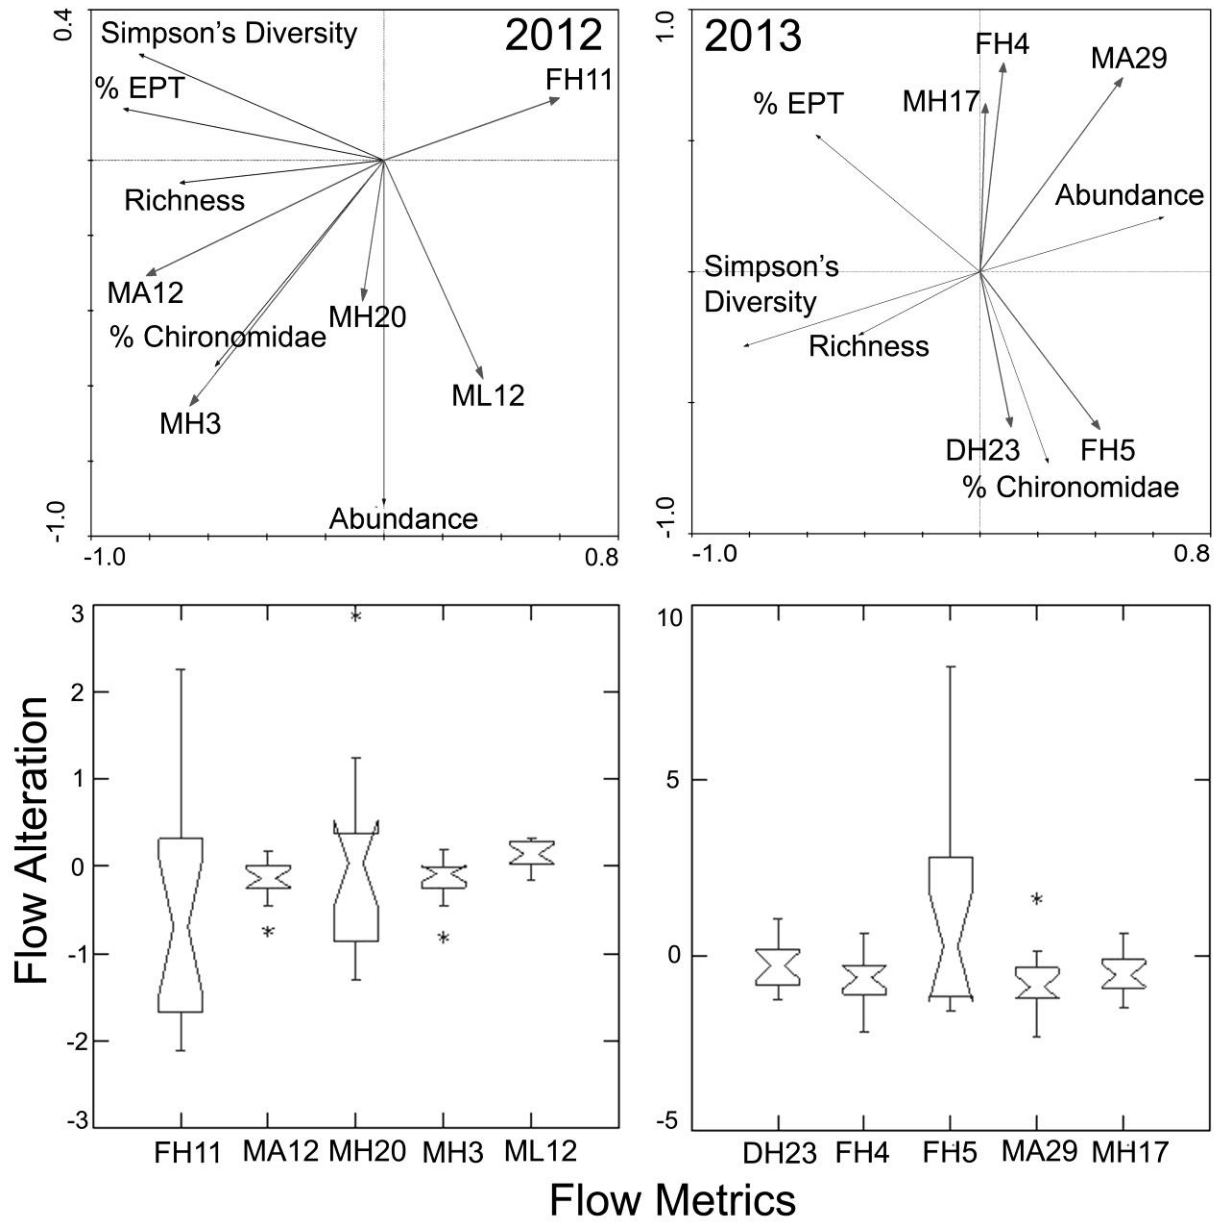 0.4
Simpson's Diversity
2012
% EPT
FH11
Richness
MA12
MH20
% Chironomidae
ML12
MH3
Abundance
-1.0
-1.0
0.8
1.0
2013
FH4
MA29
% EPT
MH17
Abundance
Simpson's
Diversity
Richness
DH23
FH5
% Chironomidae
-1.0
-1.0
0.8
Flow Alteration
3
2
1
0
-1
-2
-3
FH11 MA12 MH20 MH3 ML12
10
5
0
-5
DH23 FH4 FH5 MA29 MH17
Flow Metrics